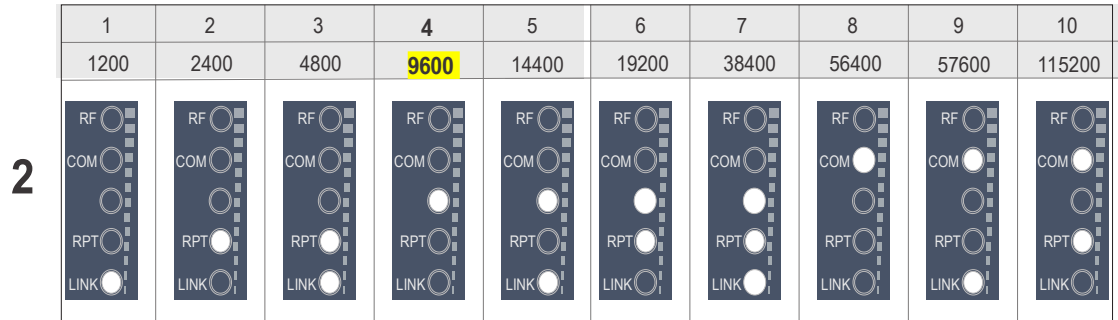 1 2 3 4 5 6 7 8 9 10
1200 2400 4800 9600 14400 19200 38400 56400 57600 115200
2
RF RF RF RF RF RF RF RF RF RF
COM COM COM COM COM COM COM COM COM COM
RPT RPT RPT RPT RPT RPT RPT RPT RPT RPT
LINK LINK LINK LINK LINK LINK LINK LINK LINK LINK